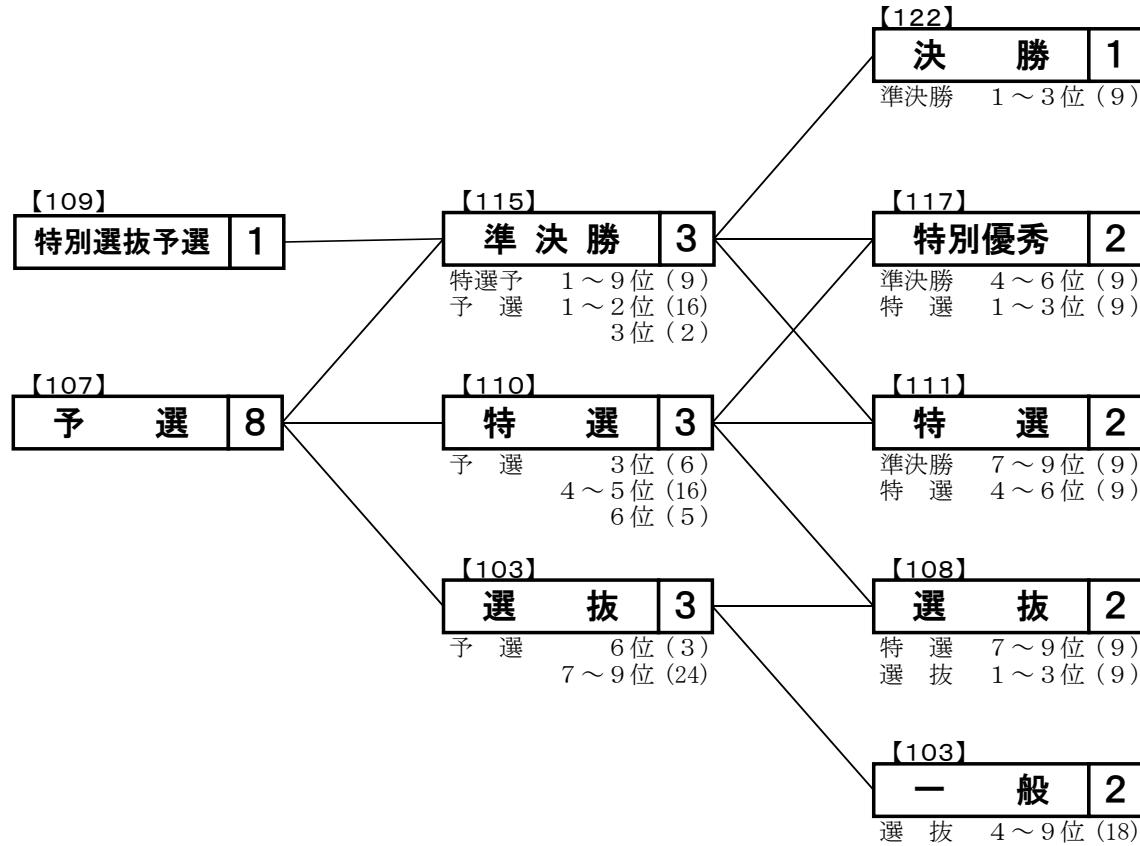 【109】
特別選抜予選 1
【107】
予 選 8
【115】
準 決 勝 3
特選予 1～9位 (9)
予 選 1～2位 (16)
3位 (2)
【110】
特 選 3
予 選 3位 (6)
4～5位 (16)
6位 (5)
【103】
選 抜 3
予 選 6位 (3)
7～9位 (24)
【122】
決 勝 1
準決勝 1～3位 (9)
【117】
特別優秀 2
準決勝 4～6位 (9)
特 選 1～3位 (9)
【111】
特 選 2
準決勝 7～9位 (9)
特 選 4～6位 (9)
【108】
選 抜 2
特 選 7～9位 (9)
選 抜 1～3位 (9)
【103】
一 般 2
選 抜 4～9位 (18)